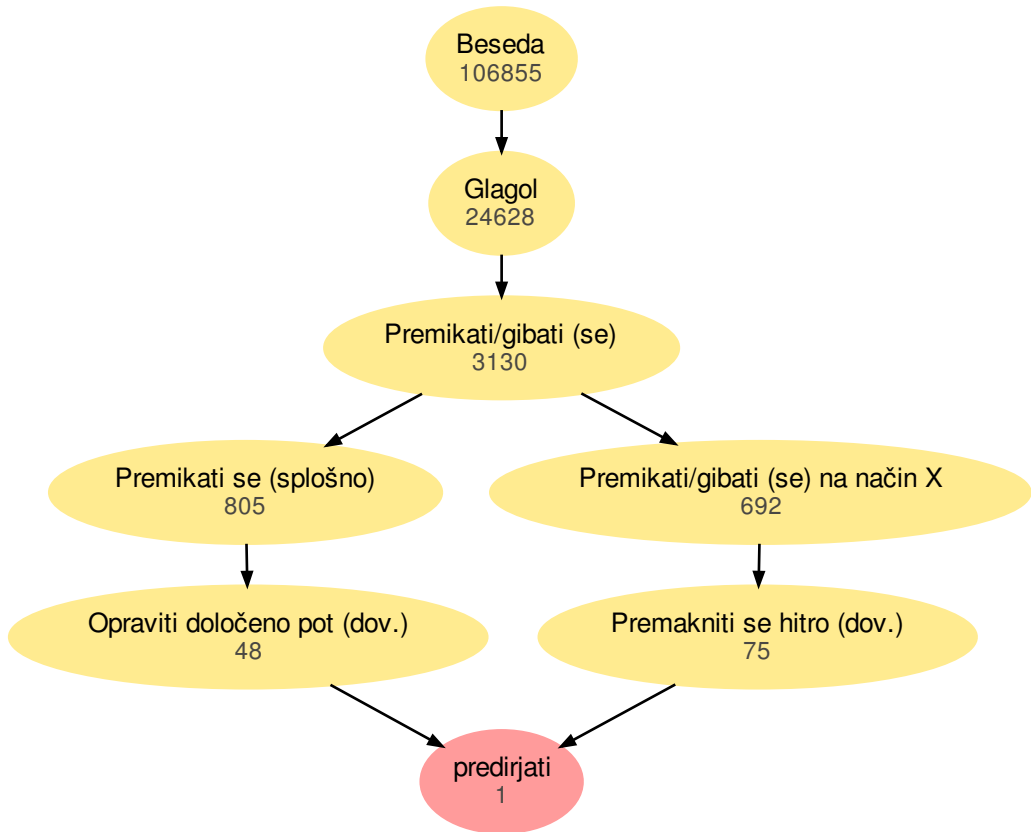 Beseda
106855
Glagol
24628
Premikati/gibati (se)
3130
Premikati se (splošno)
805
Premikati/gibati (se) na način X
692
Opraviti določeno pot (dov.)
48
Premakniti se hitro (dov.)
75
predirjati
1